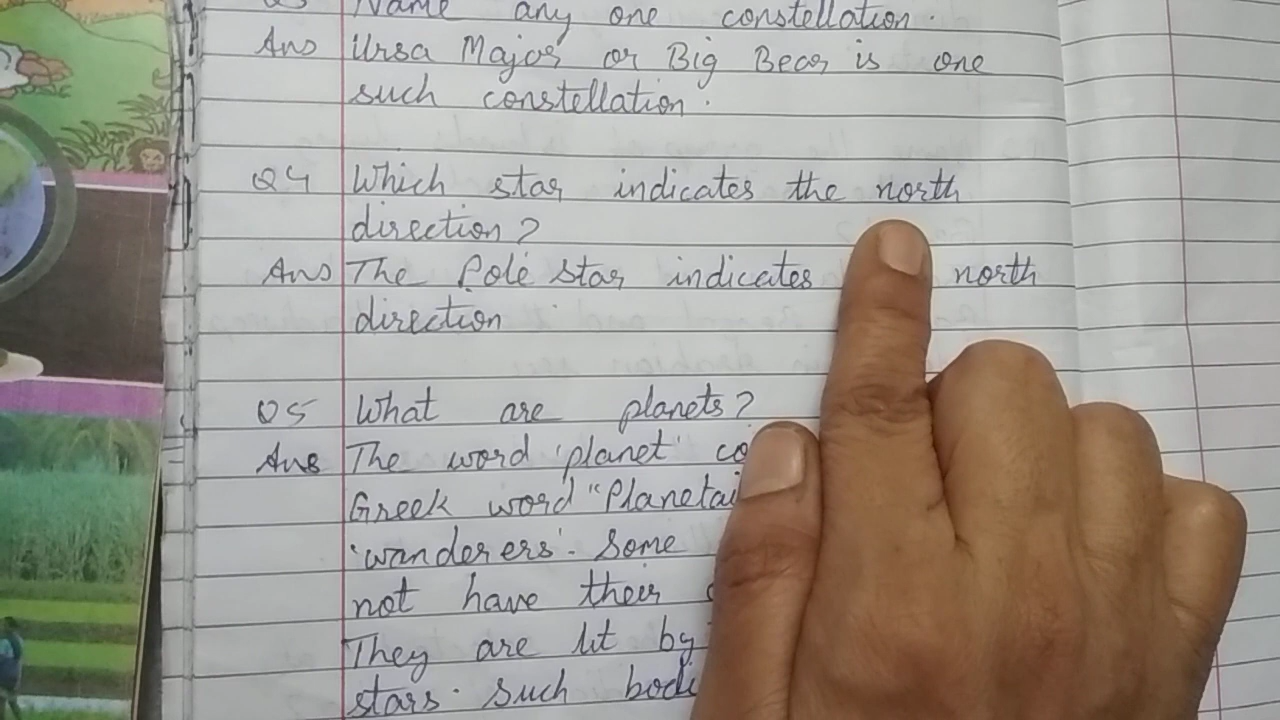 Name any one constellation.
Ans Ursa Major or Big Bear is one
such constellation.
Q4 Which star indicates the north
direction?
Ans The Pole star indicates north
direction
Q5 What are planets?
Ans The word 'planet'
Greek word "Planetai
'wanderers'. Some
not have their
They are lit by
stars. Such